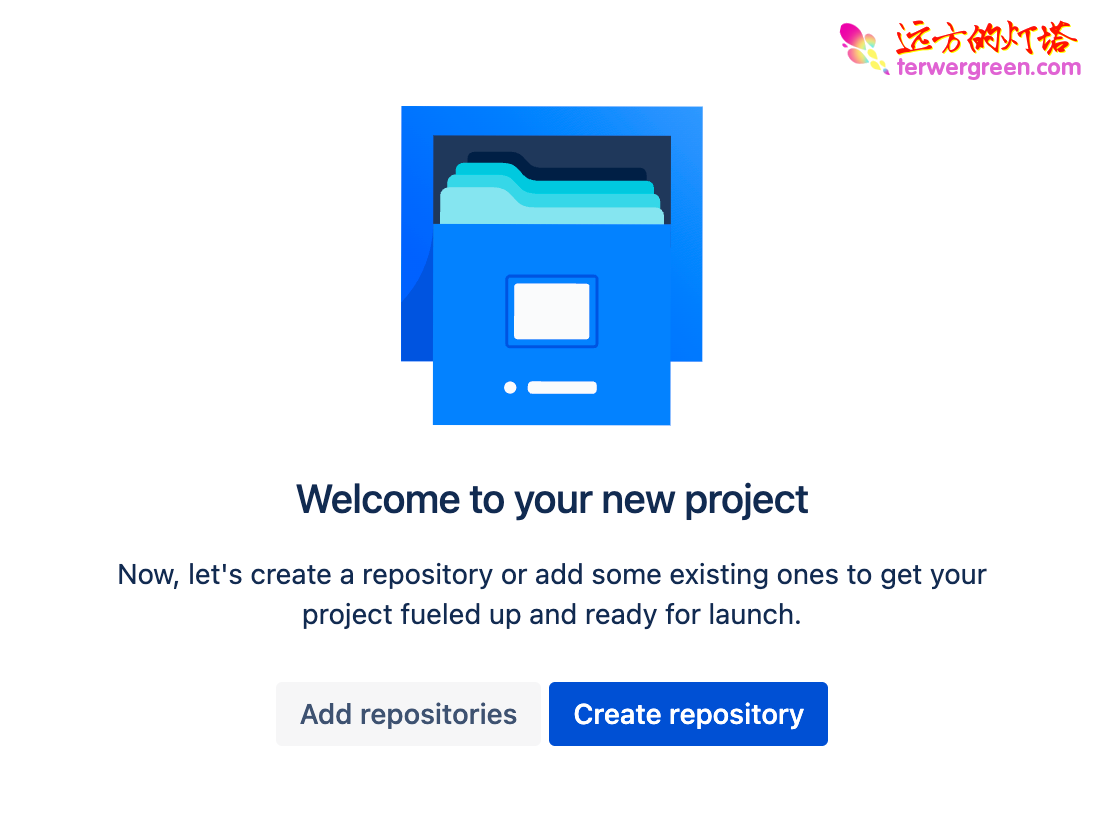 远方的灯塔
terwergreen.com
Welcome to your new project
Now, let's create a repository or add some existing ones to get your
project fueled up and ready for launch.
Add repositories
Create repository